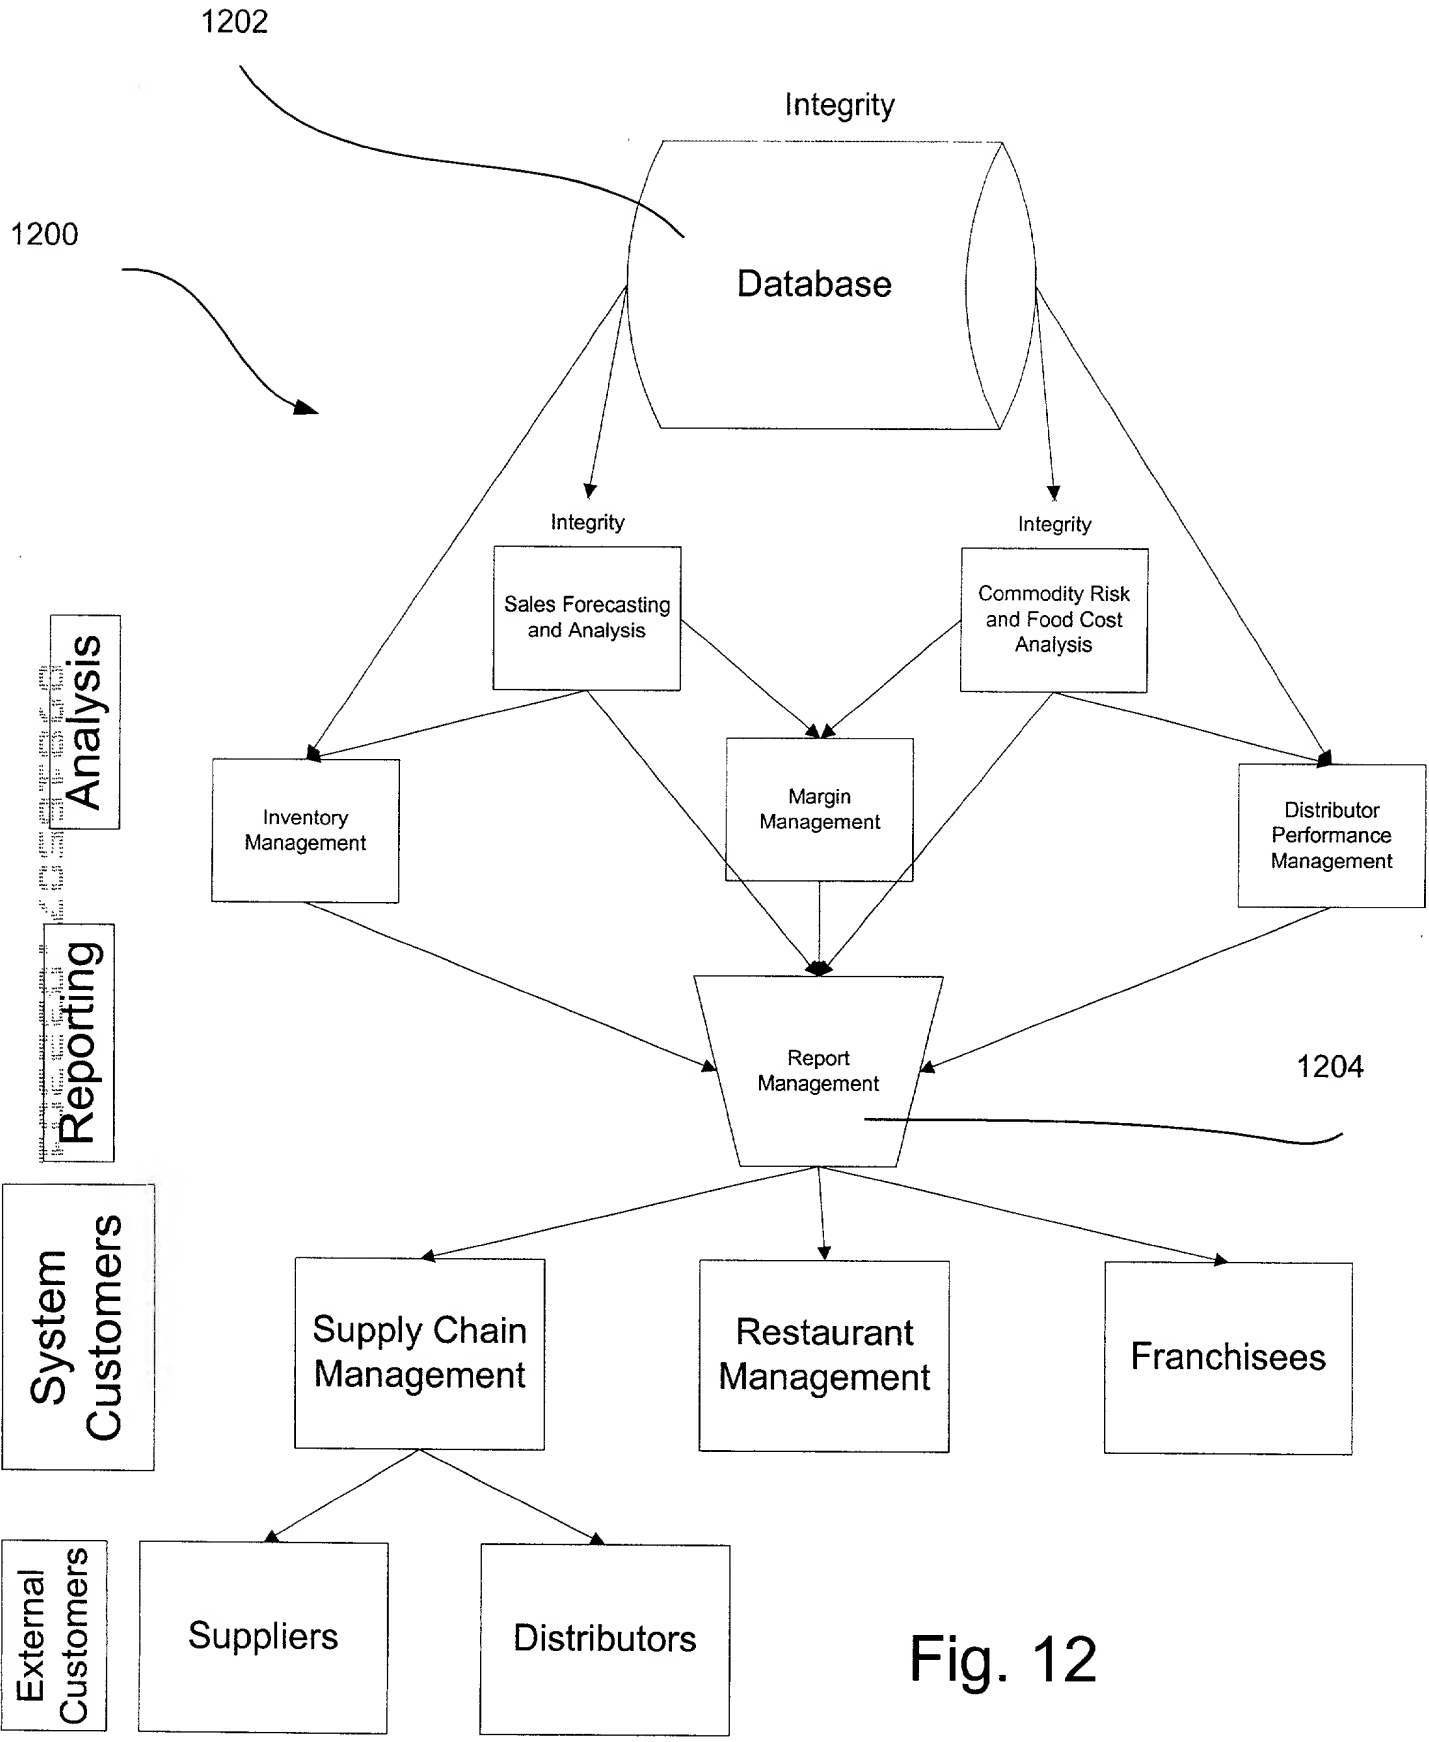 1202
Integrity
1200
Database
Integrity
Integrity
Sales Forecasting
and Analysis
Commodity Risk
and Food Cost
Analysis
Analysis
Inventory
Management
Margin
Management
Distributor
Performance
Management
Reporting
Report
Management
1204
System
Customers
Supply Chain
Management
Restaurant
Management
Franchisees
External
Customers
Suppliers
Distributors
Fig. 12